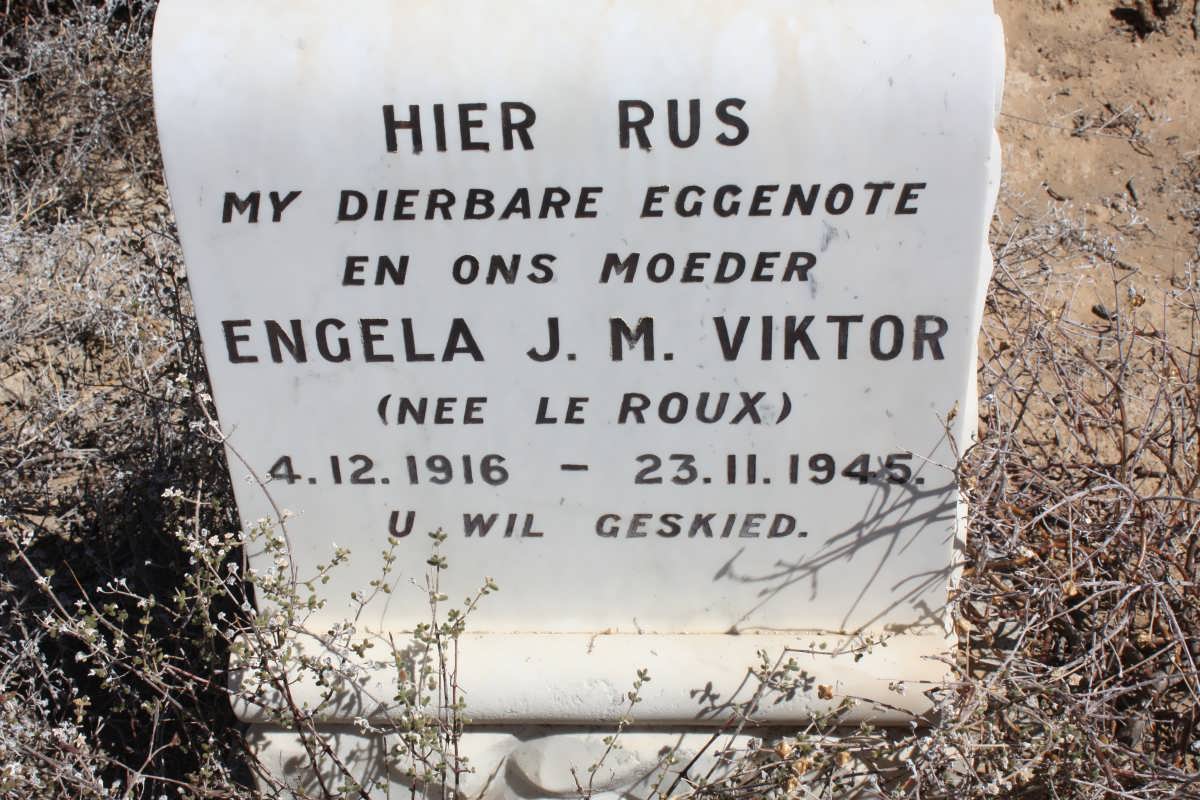 HIER RUS
MY DIERBARE EGGENOTE
EN ONS MOEDER
ENGELA J. M. VIKTOR
(NEE LE ROUX)
4.12.1916 – 23.11.1945.
U WIL GESKIED.